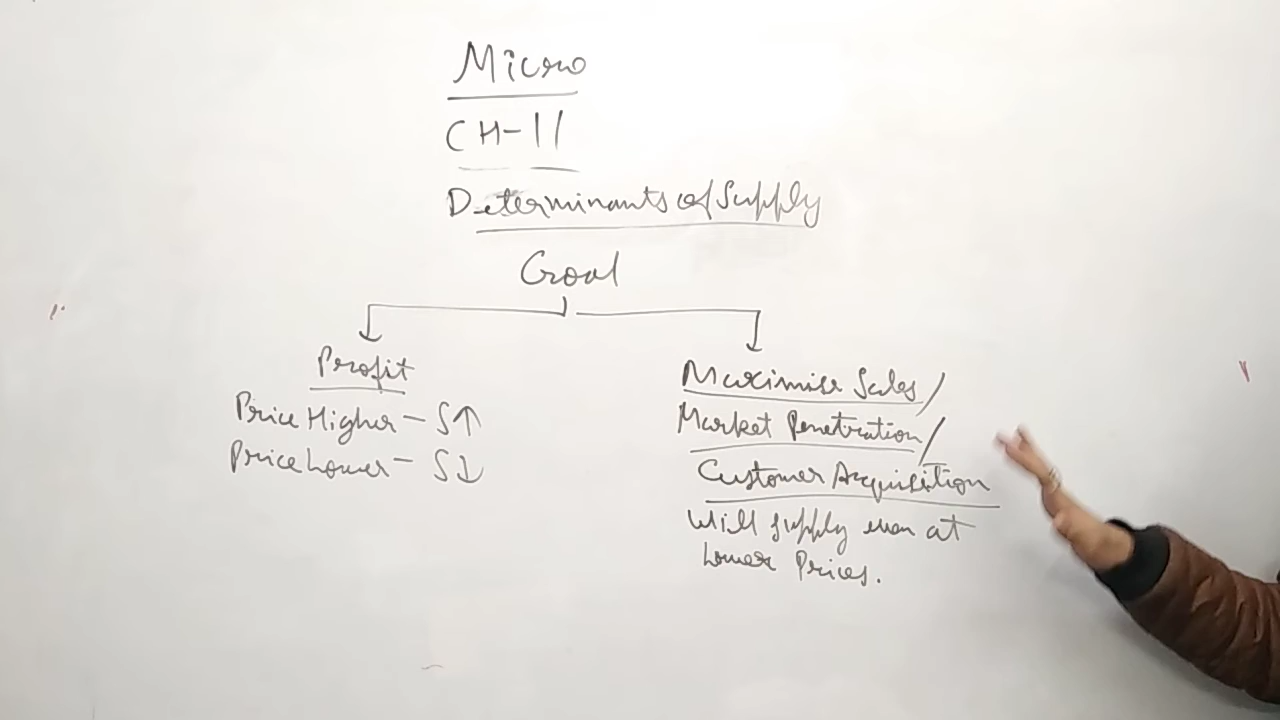 Micro
CH-11
Determinants of Supply
Goal
Profit
Price Higher - S↑
Price Lower - S↓
Maximise Sales/
Market Penetration/
Customer Acquisition
Will supply even at
Lower Prices.